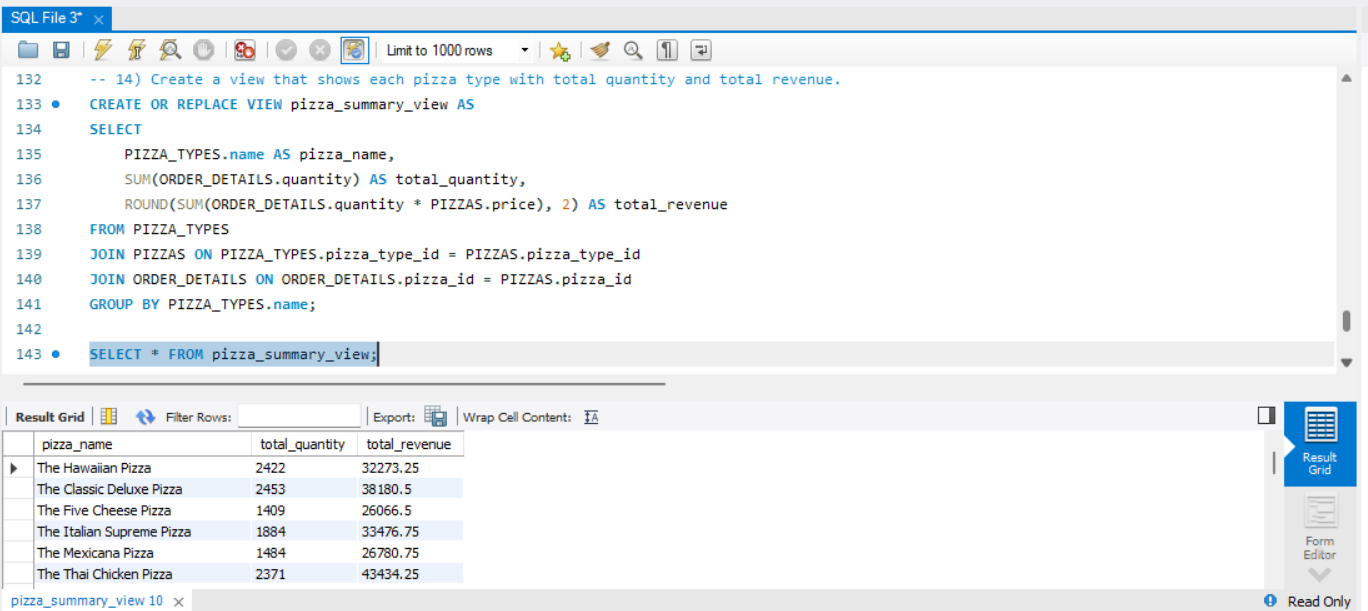 SQL File 3*
Limit to 1000 rows
132 -- 14) Create a view that shows each pizza type with total quantity and total revenue.
133 CREATE OR REPLACE VIEW pizza_summary_view AS
134 SELECT
135 PIZZA_TYPES.name AS pizza_name,
136 SUM(ORDER_DETAILS.quantity) AS total_quantity,
137 ROUND(SUM(ORDER_DETAILS.quantity * PIZZAS.price), 2) AS total_revenue
138 FROM PIZZA_TYPES
139 JOIN PIZZAS ON PIZZA_TYPES.pizza_type_id = PIZZAS.pizza_type_id
140 JOIN ORDER_DETAILS ON ORDER_DETAILS.pizza_id = PIZZAS.pizza_id
141 GROUP BY PIZZA_TYPES.name;
142
143 SELECT * FROM pizza_summary_view;
Result Grid Filter Rows: Export: Wrap Cell Content:
pizza_name total_quantity total_revenue
The Hawaiian Pizza 2422 32273.25
The Classic Deluxe Pizza 2453 38180.5
The Five Cheese Pizza 1409 26066.5
The Italian Supreme Pizza 1884 33476.75
The Mexicana Pizza 1484 26780.75
The Thai Chicken Pizza 2371 43434.25
Result
Grid
Form
Editor
pizza_summary_view 10
Read Only